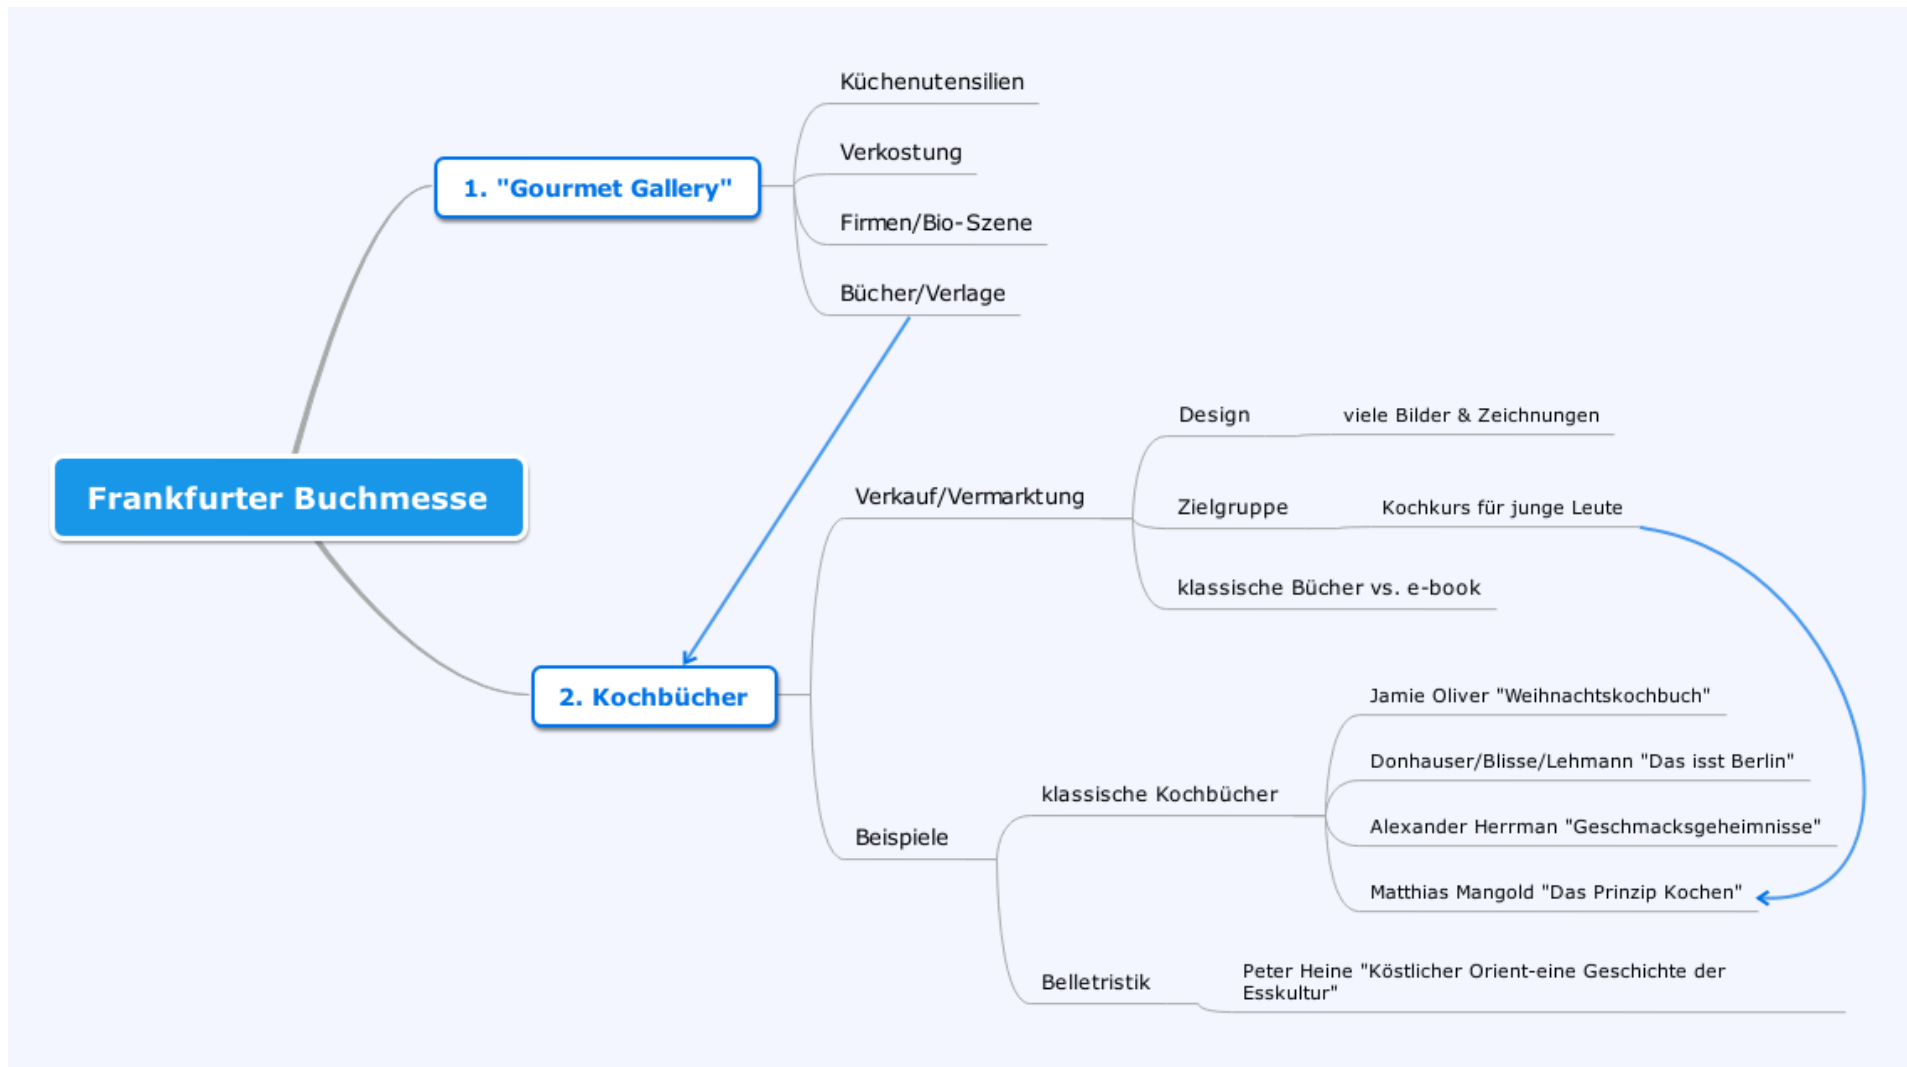 Küchenutensilien
Verkostung
1. "Gourmet Gallery"
Firmen/Bio-Szene
Bücher/Verlage
Design
viele Bilder & Zeichnungen
Frankfurter Buchmesse
Verkauf/Vermarktung
Zielgruppe
Kochkurs für junge Leute
klassische Bücher vs. e-book
2. Kochbücher
Jamie Oliver "Weihnachtskochbuch"
Donhauser/Blisse/Lehmann "Das isst Berlin"
klassische Kochbücher
Alexander Herrman "Geschmacksgeheimnisse"
Beispiele
Matthias Mangold "Das Prinzip Kochen"
Belletristik
Peter Heine "Köstlicher Orient-eine Geschichte der
Esskultur"